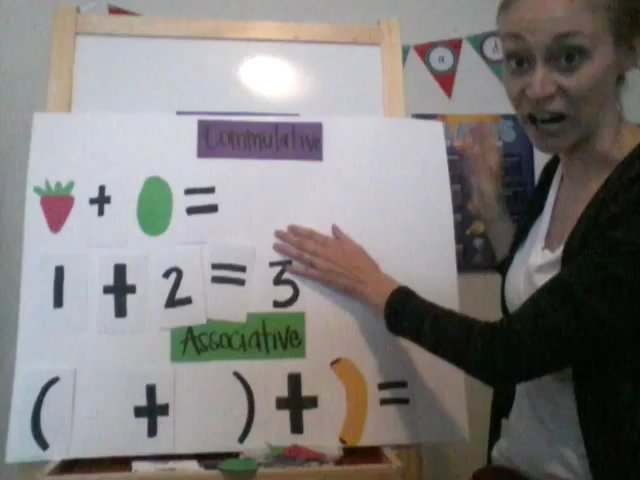 Commutative
+ =
1 + 2 = 3
Associative
( + ) + =